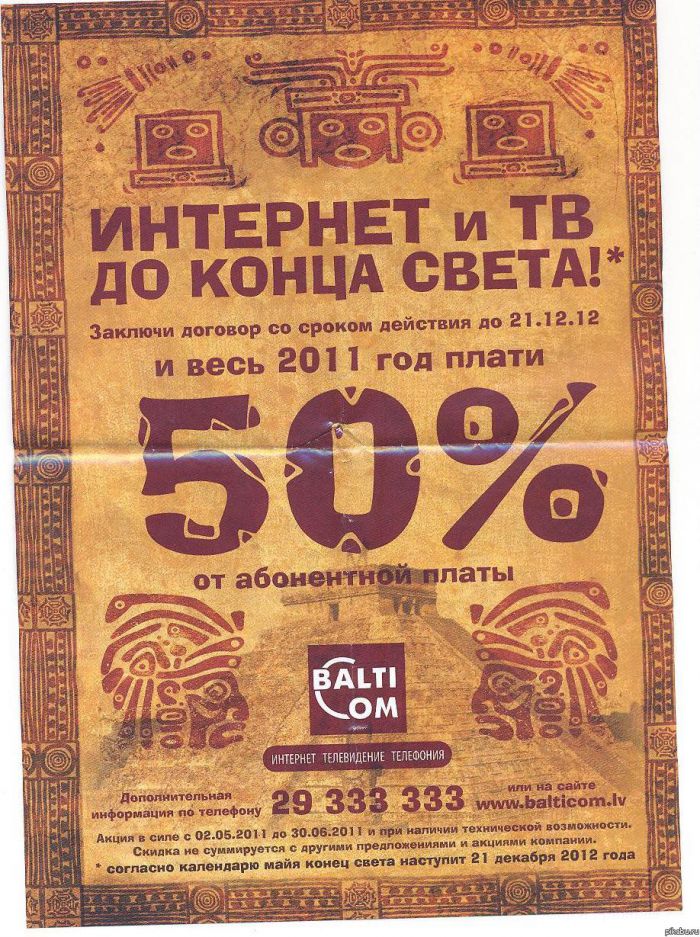 ИНТЕРНЕТ и ТВ
ДО КОНЦА СВЕТА!*
Заключи договор со сроком действия до 21.12.12
и весь 2011 год плати
50%
от абонентной платы
BALTI
COM
ИНТЕРНЕТ ТЕЛЕВИДЕНИЕ ТЕЛЕФОНИЯ
Дополнительная
информация по телефону 29 333 333 или на сайте
www.balticom.lv
Акция в силе с 02.05.2011 до 30.06.2011 и при наличии технической возможности.
Скидка не суммируется с другими предложениями и акциями компании.
* согласно календарю майя конец света наступит 21 декабря 2012 года
pikabu.ru